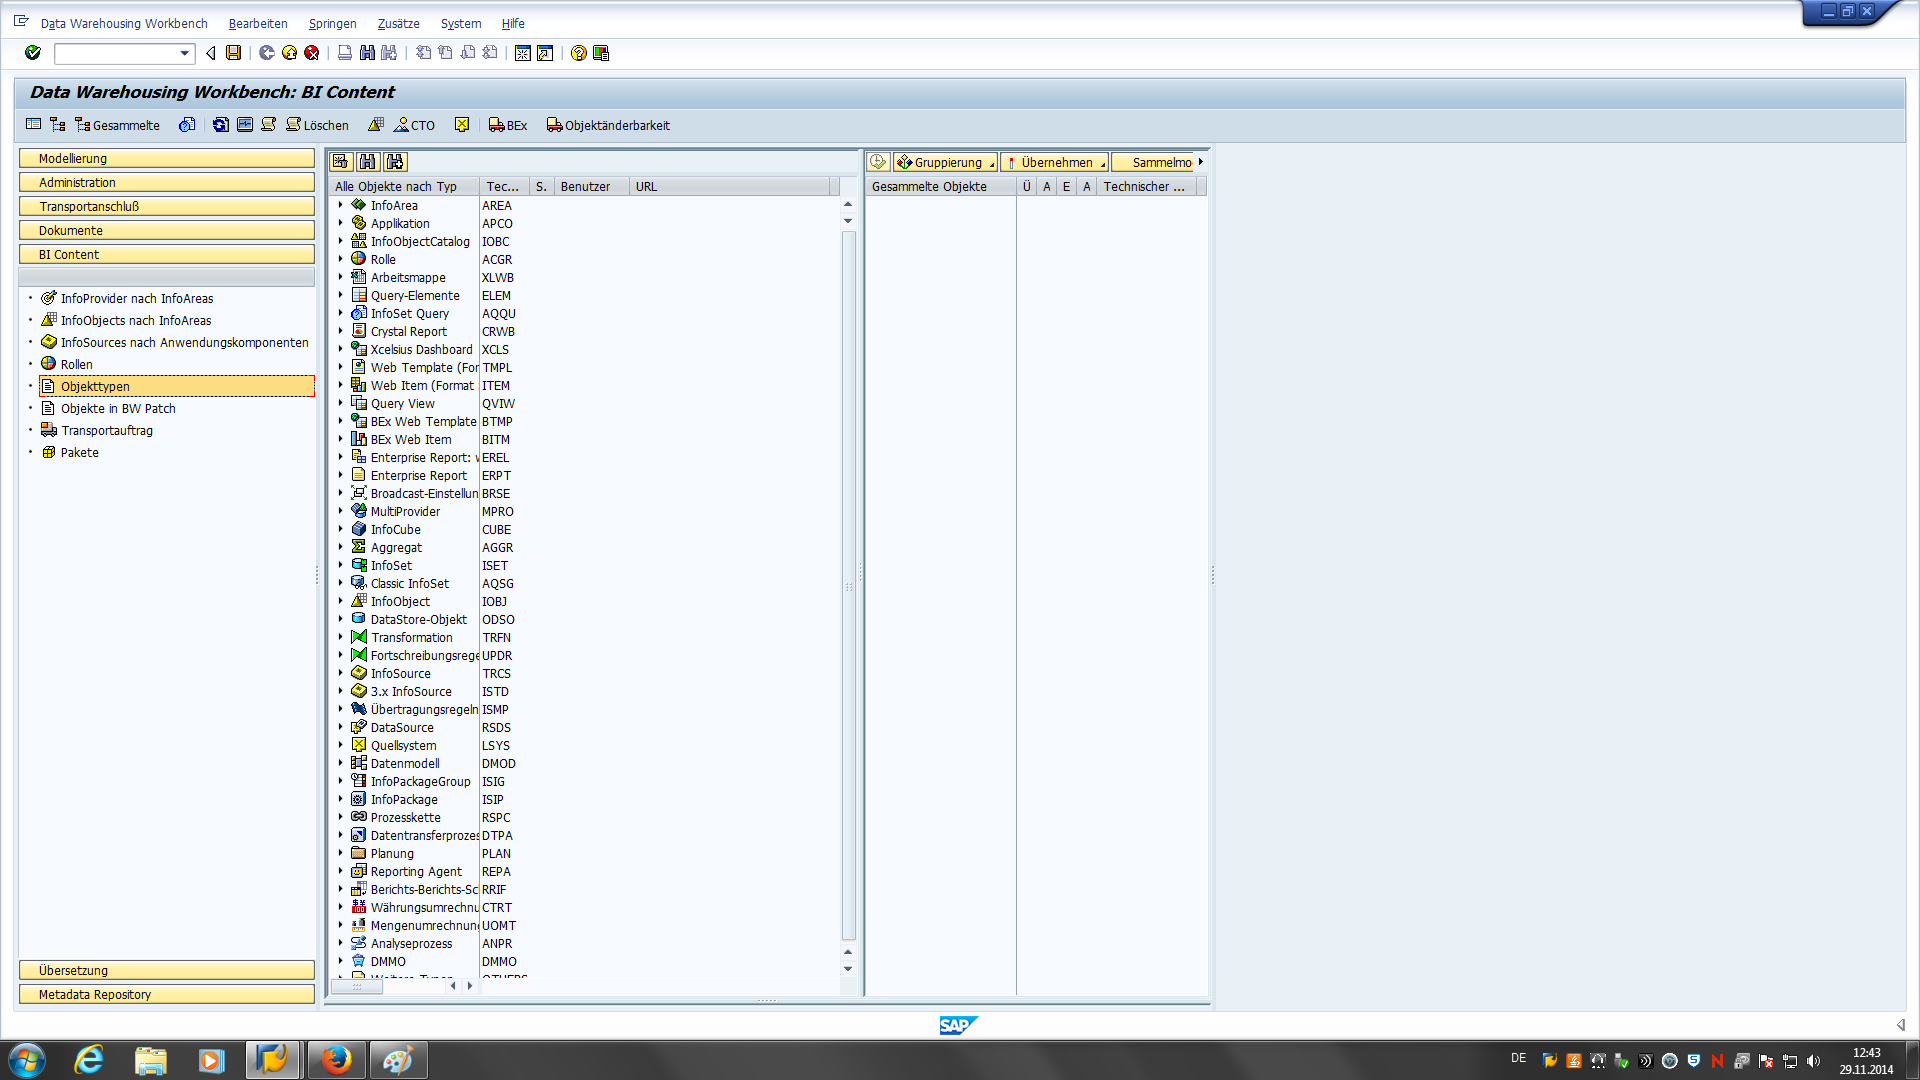 Data Warehousing Workbench Bearbeiten Springen Zusätze System Hilfe
Data Warehousing Workbench: BI Content
Gesammelte Löschen CTO BEx Objektänderbarkeit
Modellierung
Administration
Transportanschluß
Dokumente
BI Content
InfoProvider nach InfoAreas
InfoObjects nach InfoAreas
InfoSources nach Anwendungskomponenten
Rollen
Objekttypen
Objekte in BW Patch
Transportauftrag
Pakete
Übersetzung
Metadata Repository
Alle Objekte nach Typ Tec... S. Benutzer URL
InfoArea AREA
Applikation APCO
InfoObjectCatalog IOBC
Rolle ACGR
Arbeitsmappe XLWB
Query-Elemente ELEM
InfoSet Query AQQU
Crystal Report CRWB
Xcelsius Dashboard XCLS
Web Template (For TMPL
Web Item (Format ITEM
Query View QVIW
BEx Web Template BTMP
BEx Web Item BITM
Enterprise Report: EREL
Enterprise Report ERPT
Broadcast-Einstellun BRSE
MultiProvider MPRO
InfoCube CUBE
Aggregat AGGR
InfoSet ISET
Classic InfoSet AQSG
InfoObject IOBJ
DataStore-Objekt ODSO
Transformation TRFN
Fortschreibungsrege UPDR
InfoSource TRCS
3.x InfoSource ISTD
Übertragungsregeln ISMP
DataSource RSDS
Quellsystem LSYS
Datenmodell DMOD
InfoPackageGroup ISIG
InfoPackage ISIP
Prozesskette RSPC
Datentransferprozes DTPA
Planung PLAN
Reporting Agent REPA
Berichts-Berichts-Sc RRIF
Währungsumrechnu CTRT
Mengenumrechnung UOMT
Analyseprozess ANPR
DMMO DMMO
Weitere Typen OTHERS
Gruppierung Übernehmen Sammelmo
Gesammelte Objekte Ü A E A Technischer ...
SAP
DE
12:43
29.11.2014